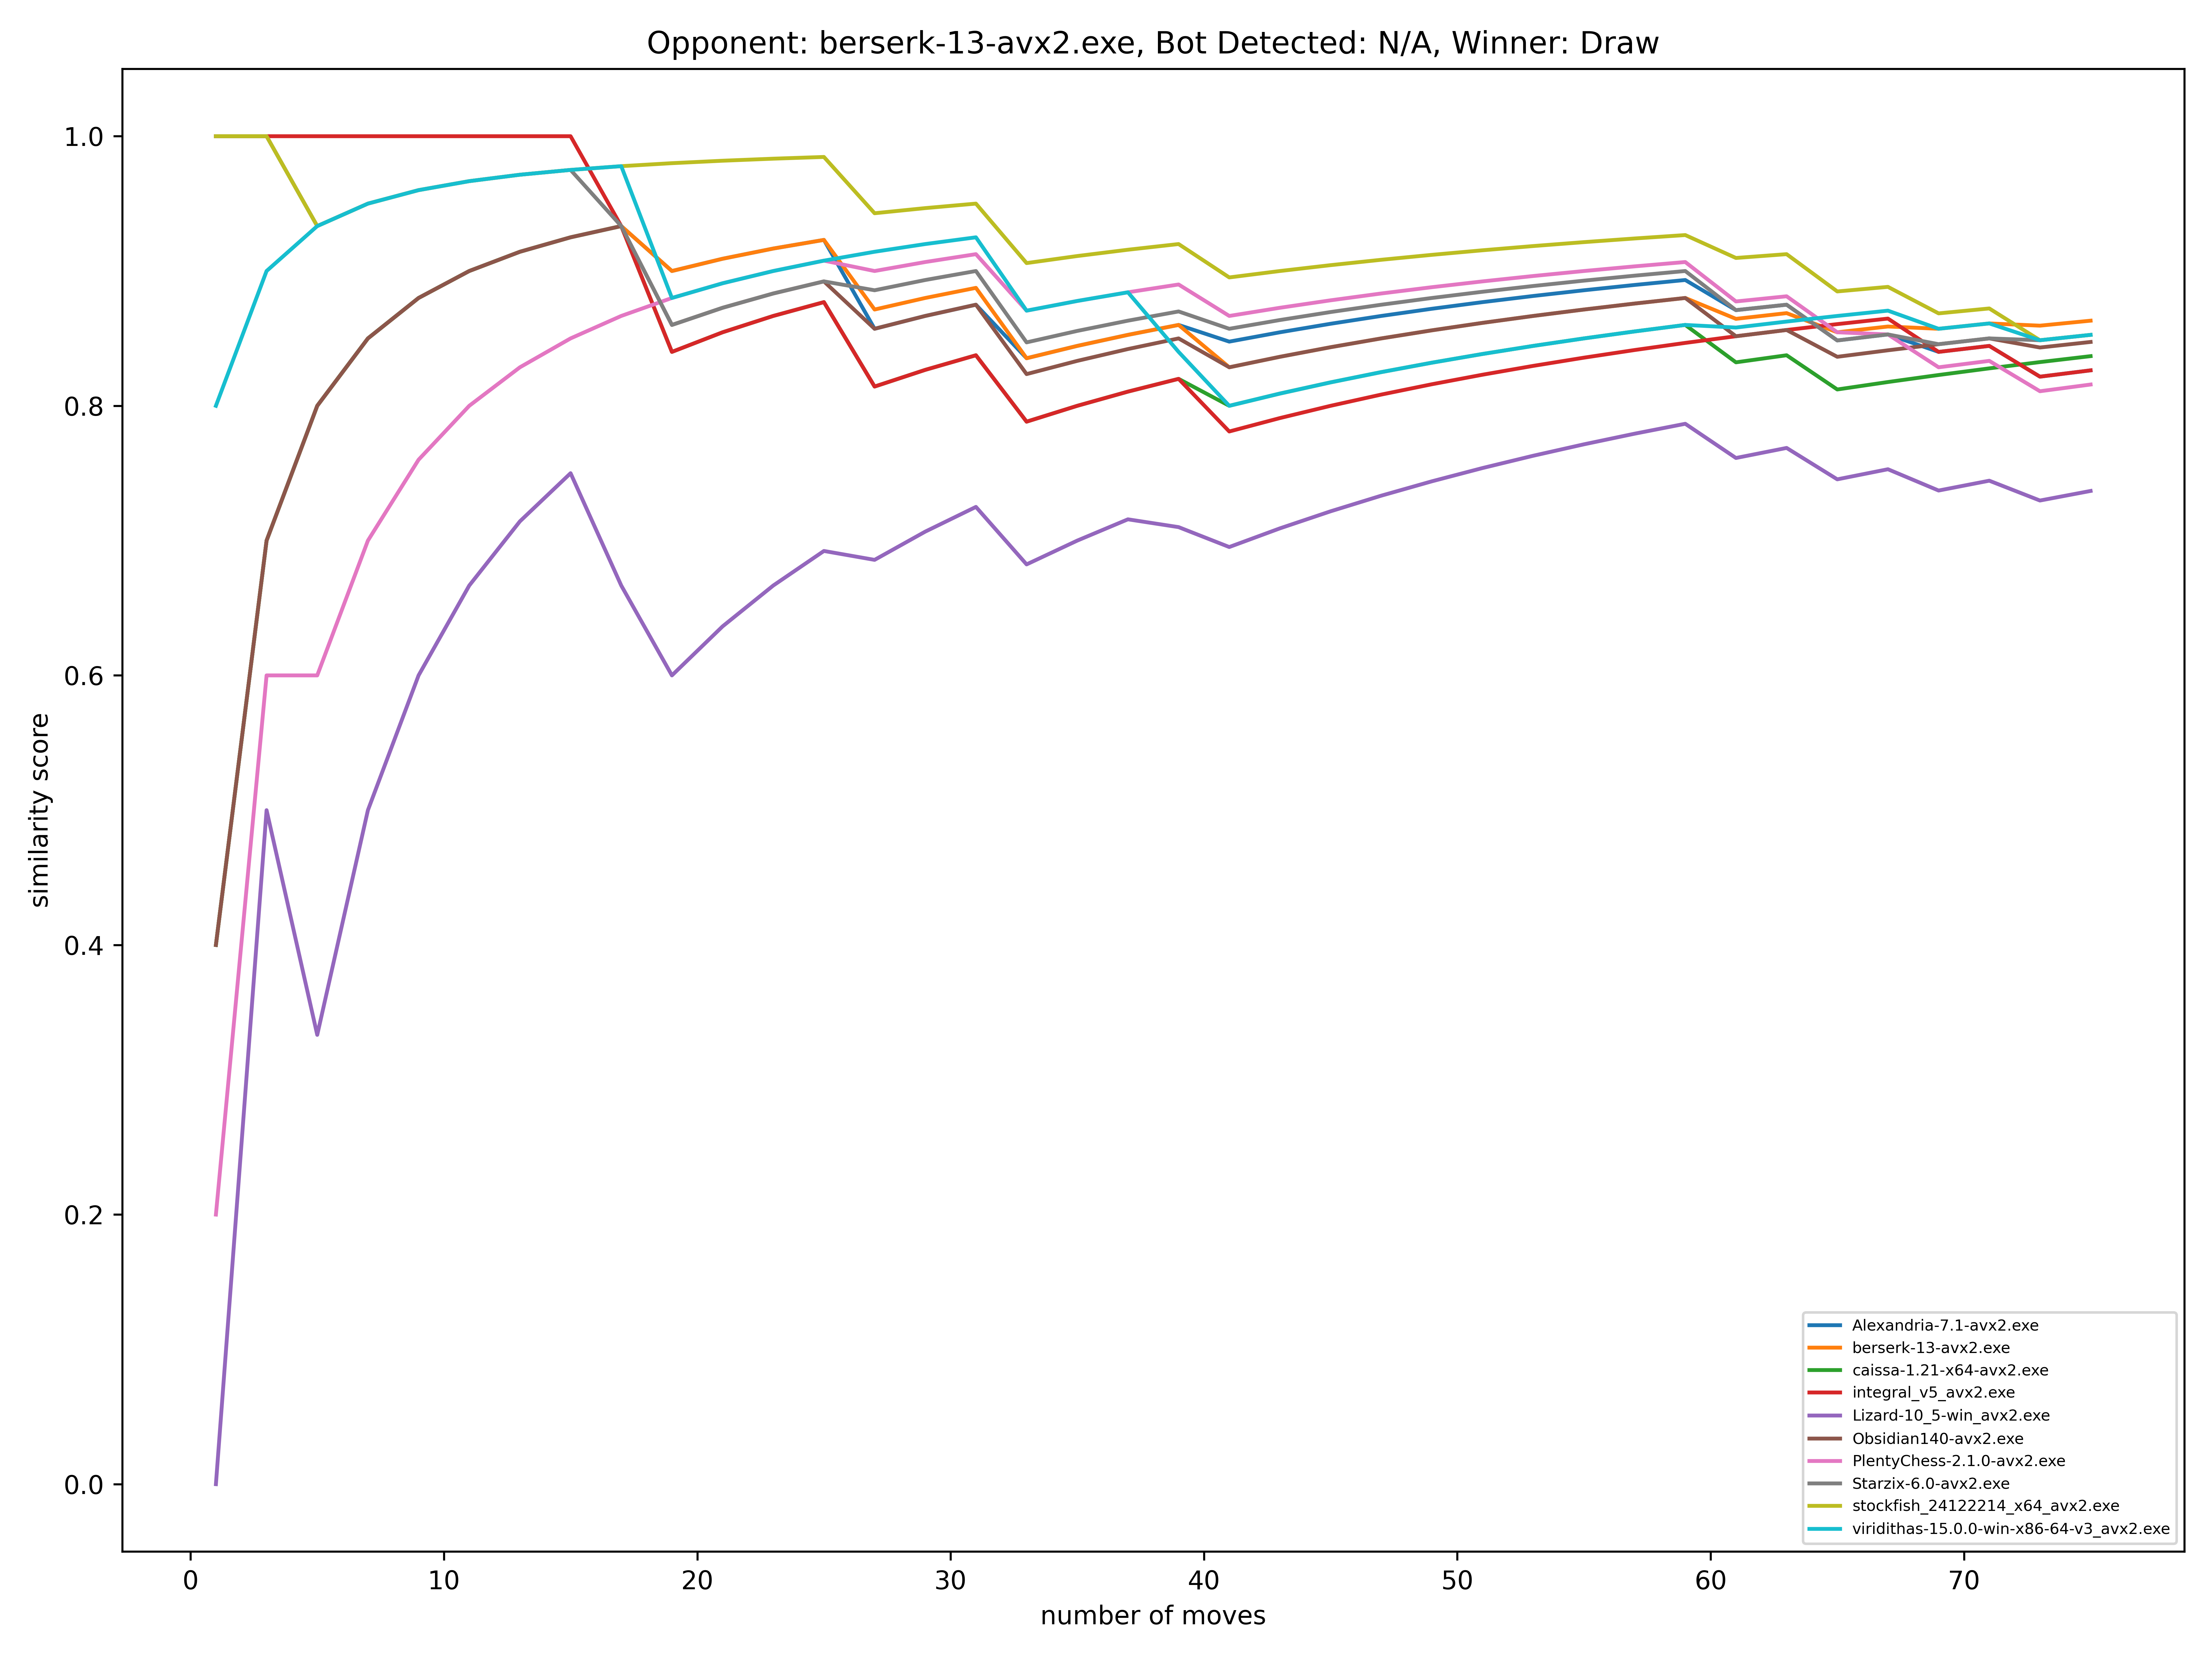 Opponent: berserk-13-avx2.exe, Bot Detected: N/A, Winner: Draw
1.0
0.8
0.6
0.4
0.2
0.0
similarity score
0 10 20 30 40 50 60 70
number of moves
Alexandria-7.1-avx2.exe
berserk-13-avx2.exe
caissa-1.21-x64-avx2.exe
integral_v5_avx2.exe
Lizard-10_5-win_avx2.exe
Obsidian140-avx2.exe
PlentyChess-2.1.0-avx2.exe
Starzix-6.0-avx2.exe
stockfish_24122214_x64_avx2.exe
viridithas-15.0.0-win-x86-64-v3_avx2.exe